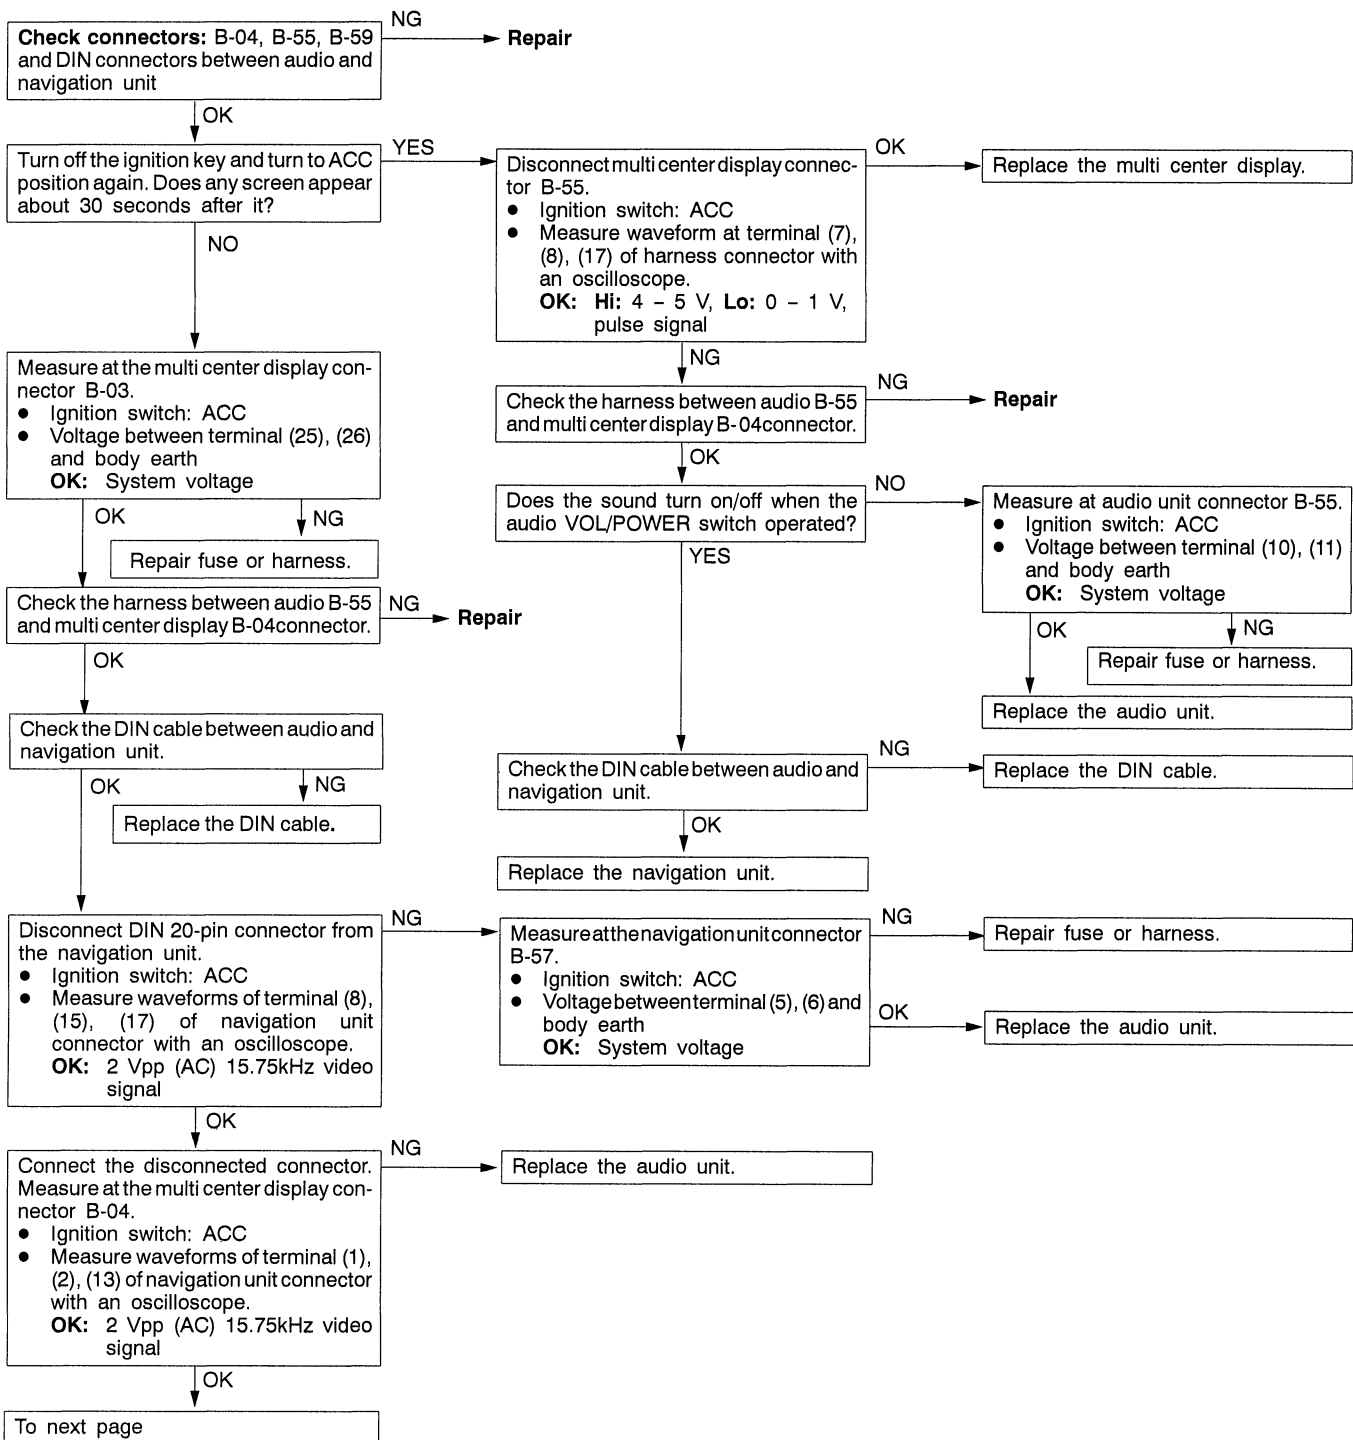 Check connectors: B-04, B-55, B-59
and DIN connectors between audio and
navigation unit
NG
Repair
OK
Turn off the ignition key and turn to ACC
position again. Does any screen appear
about 30 seconds after it?
YES
NO
Disconnect multi center display connec-
tor B-55.
● Ignition switch: ACC
● Measure waveform at terminal (7),
(8), (17) of harness connector with
an oscilloscope.
OK: Hi: 4 – 5 V, Lo: 0 – 1 V,
pulse signal
OK
Replace the multi center display.
NG
Measure at the multi center display con-
nector B-03.
● Ignition switch: ACC
● Voltage between terminal (25), (26)
and body earth
OK: System voltage
OK
NG
Repair fuse or harness.
Check the harness between audio B-55
and multi center display B-04 connector.
NG
Repair
OK
Does the sound turn on/off when the
audio VOL/POWER switch operated?
NO
YES
Measure at audio unit connector B-55.
● Ignition switch: ACC
● Voltage between terminal (10), (11)
and body earth
OK: System voltage
OK
NG
Repair fuse or harness.
Replace the audio unit.
Check the harness between audio B-55
and multi center display B-04 connector.
NG
Repair
OK
Check the DIN cable between audio and
navigation unit.
OK
NG
Replace the DIN cable.
Check the DIN cable between audio and
navigation unit.
NG
Replace the DIN cable.
OK
Replace the navigation unit.
Disconnect DIN 20-pin connector from
the navigation unit.
● Ignition switch: ACC
● Measure waveforms of terminal (8),
(15), (17) of navigation unit
connector with an oscilloscope.
OK: 2 Vpp (AC) 15.75kHz video
signal
NG
OK
Measure at the navigation unit connector
B-57.
● Ignition switch: ACC
● Voltage between terminal (5), (6) and
body earth
OK: System voltage
NG
Repair fuse or harness.
OK
Replace the audio unit.
Connect the disconnected connector.
Measure at the multi center display con-
nector B-04.
● Ignition switch: ACC
● Measure waveforms of terminal (1),
(2), (13) of navigation unit connector
with an oscilloscope.
OK: 2 Vpp (AC) 15.75kHz video
signal
NG
Replace the audio unit.
OK
To next page